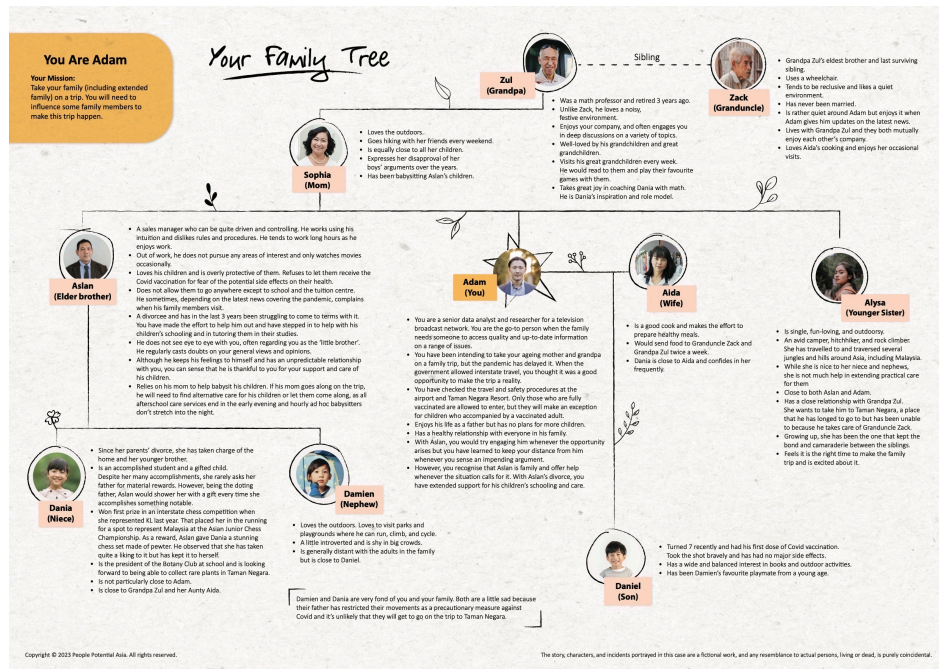 You Are Adam
Your Mission:
Take your family (including extended
family) on a trip. You will need to
influence some family members to
make this trip happen.
Your Family Tree
Zul
(Grandpa)
Sibling
Zack
(Granduncle)
• Grandpa Zul's eldest brother and last surviving
sibling.
• Uses a wheelchair.
• Tends to be reclusive and likes a quiet
environment.
• Has never been married.
• Is rather quiet around Adam but enjoys it when
Adam gives him updates on the latest news.
• Lives with Grandpa Zul and they both mutually
enjoy each other's company.
• Loves Aida's cooking and enjoys her occasional
visits.
• Was a math professor and retired 3 years ago.
• Unlike Zack, he loves a noisy,
festive environment.
• Enjoys your company, and often engages you
in deep discussions on a variety of topics.
• Well-loved by his grandchildren and great
grandchildren.
• Visits his great grandchildren every week.
He would read to them and play their favourite
games with them.
• Takes great joy in coaching Dania with math.
He is Dania's inspiration and role model.
Sophia
(Mom)
• Loves the outdoors.
• Goes hiking with her friends every weekend.
• Is equally close to all her children.
• Expresses her disapproval of her
boys' arguments over the years.
• Has been babysitting Aslan's children.
Aslan
(Elder brother)
• A sales manager who can be quite driven and controlling. He works using his
intuition and dislikes rules and procedures. He tends to work long hours as he
enjoys work.
• Out of work, he does not pursue any areas of interest and only watches movies
occasionally.
• Loves his children and is overly protective of them. Refuses to let them receive the
Covid vaccination for fear of the potential side effects on their health.
• Does not allow them to go anywhere except to school and the tuition centre.
He sometimes, depending on the latest news covering the pandemic, complains
when his family members visit.
• A divorcee and has in the last 3 years been struggling to come to terms with it.
You have made the effort to help him out and have stepped in to help with his
children's schooling and in tutoring them in their studies.
• He does not see eye to eye with you, often regarding you as the 'little brother'.
He regularly casts doubts on your general views and opinions.
• Although he keeps his feelings to himself and has an unpredictable relationship
with you, you can sense that he is thankful to you for your support and care of
his children.
• Relies on his mom to help babysit his children. If his mom goes along on the trip,
he will need to find alternative care for his children or let them come along, as all
afterschool care services end in the early evening and hourly ad hoc babysitters
don't stretch into the night.
Adam
(You)
• You are a senior data analyst and researcher for a television
broadcast network. You are the go-to person when the family
needs someone to access quality and up-to-date information
on a range of issues.
• You have been intending to take your ageing mother and grandpa
on a family trip, but the pandemic has delayed it. When the
government allowed interstate travel, you thought it was a good
opportunity to make the trip a reality.
• You have checked the travel and safety procedures at the
airport and Taman Negara Resort. Only those who are fully
vaccinated are allowed to enter, but they will make an exception
for children who accompanied by a vaccinated adult.
• Enjoys his life as a father but has no plans for more children.
• Has a healthy relationship with everyone in his family.
• With Aslan, you would try engaging him whenever the opportunity
arises but you have learned to keep your distance from him
whenever you sense an impending argument.
• However, you recognise that Aslan is family and offer help
whenever the situation calls for it. With Aslan's divorce, you
have extended support for his children's schooling and care.
Aida
(Wife)
• Is a good cook and makes the effort to
prepare healthy meals.
• Would send food to Granduncle Zack and
Grandpa Zul twice a week.
• Dania is close to Aida and confides in her
frequently.
Alysa
(Younger Sister)
• Is single, fun-loving, and outdoorsy.
• An avid camper, hitchhiker, and rock climber.
She has travelled to and traversed several
jungles and hills around Asia, including Malaysia.
• While she is nice to her niece and nephews,
she is not much help in extending practical care
for them
• Close to both Aslan and Adam.
• Has a close relationship with Grandpa Zul.
She wants to take him to Taman Negara, a place
that he has longed to go to but has been unable
to because he takes care of Granduncle Zack.
• Growing up, she has been the one that kept the
bond and camaraderie between the siblings.
• Feels it is the right time to make the family
trip and is excited about it.
Dania
(Niece)
• Since her parents' divorce, she has taken charge of the
home and her younger brother.
• Is an accomplished student and a gifted child.
Despite her many accomplishments, she rarely asks her
father for material rewards. However, being the doting
father, Aslan would shower her with a gift every time she
accomplishes something notable.
• Won first prize in an interstate chess competition when
she represented KL last year. That placed her in the running
for a spot to represent Malaysia at the Asian Junior Chess
Championship. As a reward, Aslan gave Dania a stunning
chess set made of pewter. He observed that she has taken
quite a liking to it but has kept it to herself.
• Is the president of the Botany Club at school and is looking
forward to being able to collect rare plants in Taman Negara.
• Is not particularly close to Adam.
• Is close to Grandpa Zul and her Aunty Aida.
Damien
(Nephew)
• Loves the outdoors. Loves to visit parks and
playgrounds where he can run, climb, and cycle.
• A little introverted and is shy in big crowds.
• Is generally distant with the adults in the family
but is close to Daniel.
Damien and Dania are very fond of you and your family. Both are a little sad because
their father has restricted their movements as a precautionary measure against
Covid and it's unlikely that they will get to go on the trip to Taman Negara.
Daniel
(Son)
• Turned 7 recently and had his first dose of Covid vaccination.
Took the shot bravely and has had no major side effects.
• Has a wide and balanced interest in books and outdoor activities.
• Has been Damien's favourite playmate from a young age.
Copyright © 2023 People Potential Asia. All rights reserved.
The story, characters, and incidents portrayed in this case are a fictional work, and any resemblance to actual persons, living or dead, is purely coincidental.